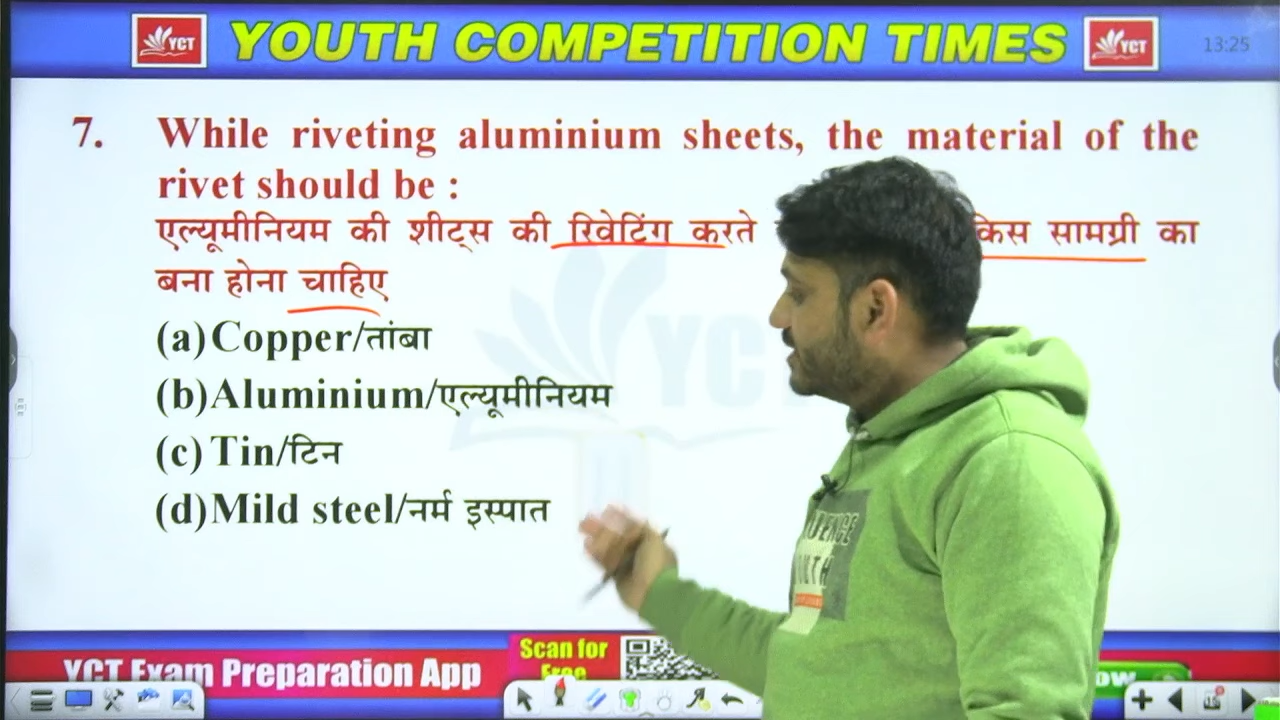 YCT
YOUTH COMPETITION TIMES
YCT
13:25
7. While riveting aluminium sheets, the material of the
rivet should be :
एल्यूमीनियम की शीट्स की रिवेटिंग करते किस सामग्री का
बना होना चाहिए
(a) Copper/तांबा
(b) Aluminium/एल्यूमीनियम
(c) Tin/टिन
(d) Mild steel/नर्म इस्पात
YCT Exam Preparation App
Scan for
Free